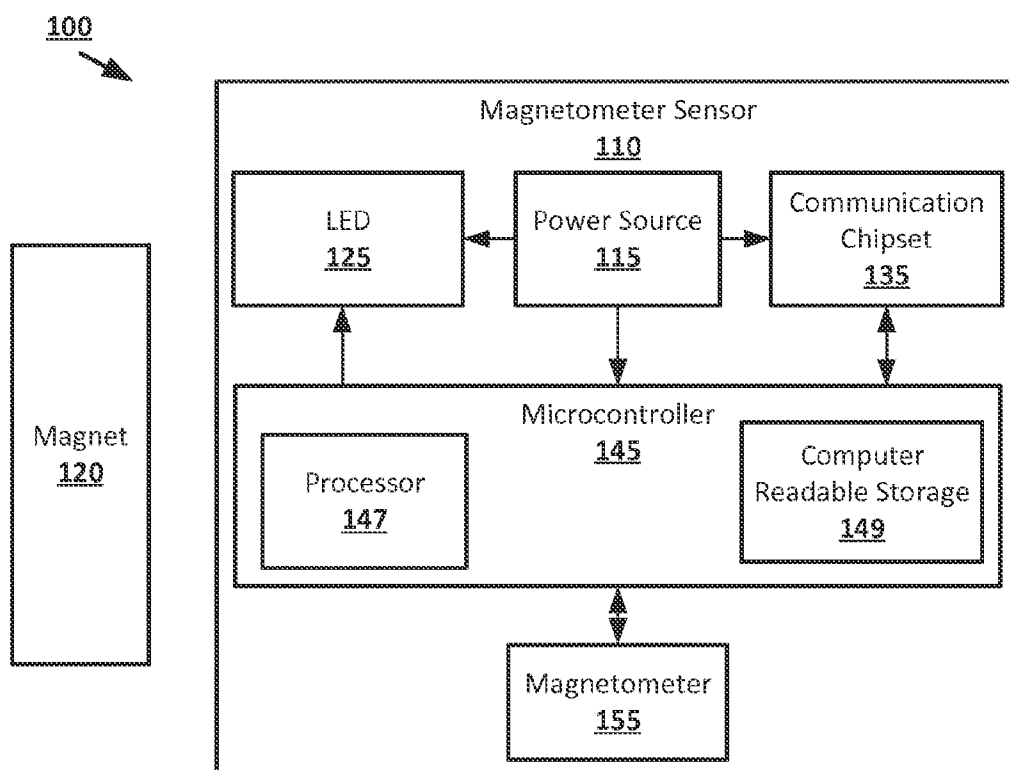 100
Magnetometer Sensor
110
LED
125
Power Source
115
Communication
Chipset
135
Magnet
120
Microcontroller
145
Processor
147
Computer
Readable Storage
149
Magnetometer
155